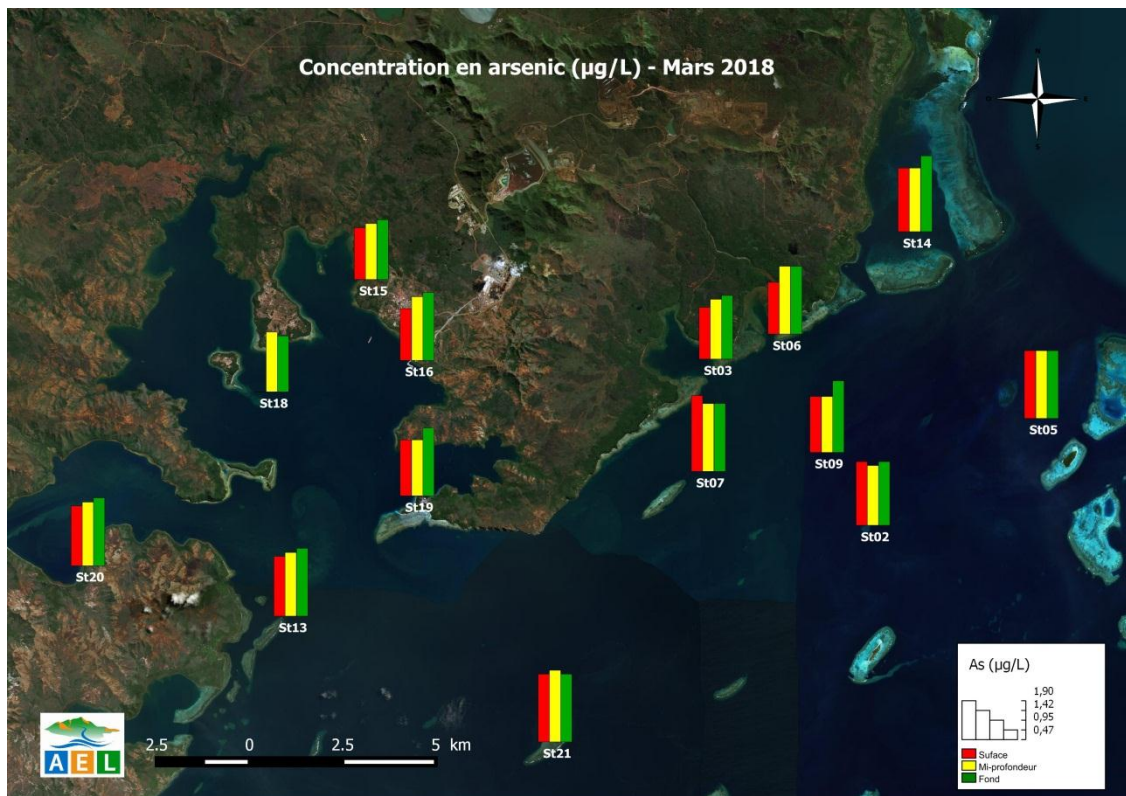 Concentration en arsenic (µg/L) - Mars 2018
N
E
St14
St15
St06
St16
St03
St18
St05
St09
St07
St19
St02
St20
St13
St21
As (µg/L)
1,90
1,42
0,95
0,47
Suface
Mi-profondeur
Fond
AEL
2.5 0 2.5 5 km